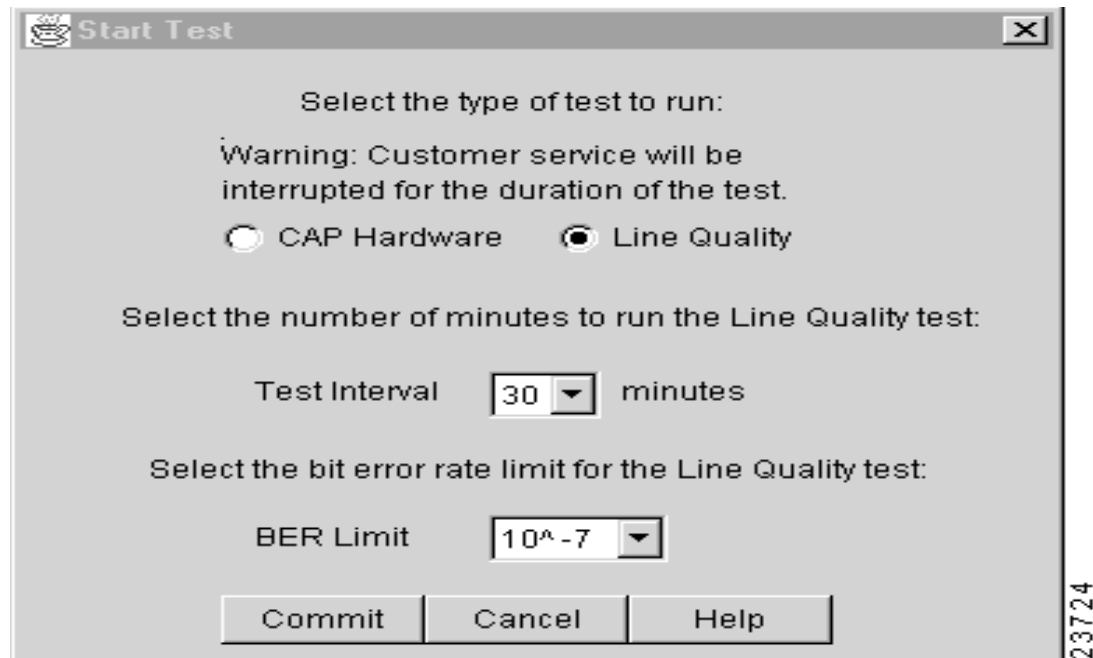 Start Test
Select the type of test to run:
Warning: Customer service will be
interrupted for the duration of the test.
CAP Hardware Line Quality
Select the number of minutes to run the Line Quality test:
Test Interval 30 minutes
Select the bit error rate limit for the Line Quality test:
BER Limit 10^-7
Commit Cancel Help
23724